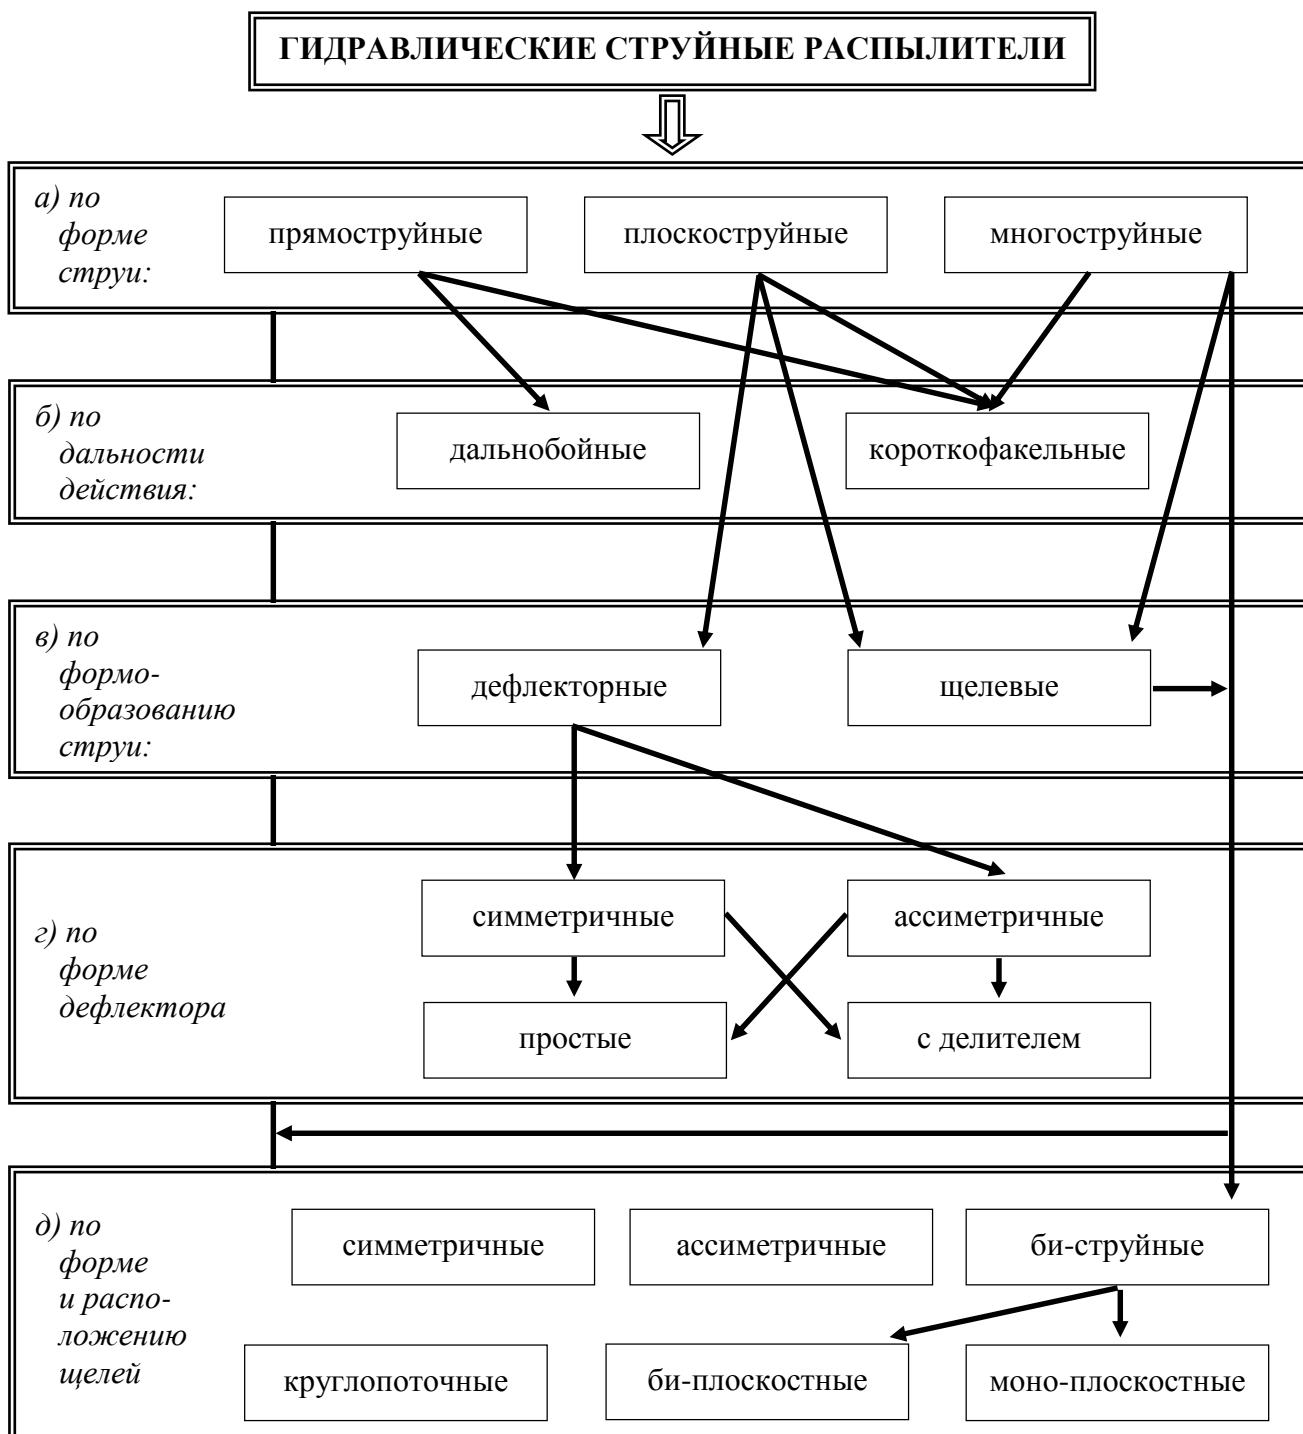 ГИДРАВЛИЧЕСКИЕ СТРУЙНЫЕ РАСПЫЛИТЕЛИ
а) по
форме
струи:
прямоструйные
плоскоструйные
многоструйные
б) по
дальности
действия:
дальнобойные
короткофакельные
в) по
формо-
образованию
струи:
дефлекторные
щелевые
г) по
форме
дефлектора
симметричные
ассиметричные
простые
с делителем
д) по
форме
и распо-
ложению
щелей
симметричные
ассиметричные
би-струйные
круглопоточные
би-плоскостные
моно-плоскостные